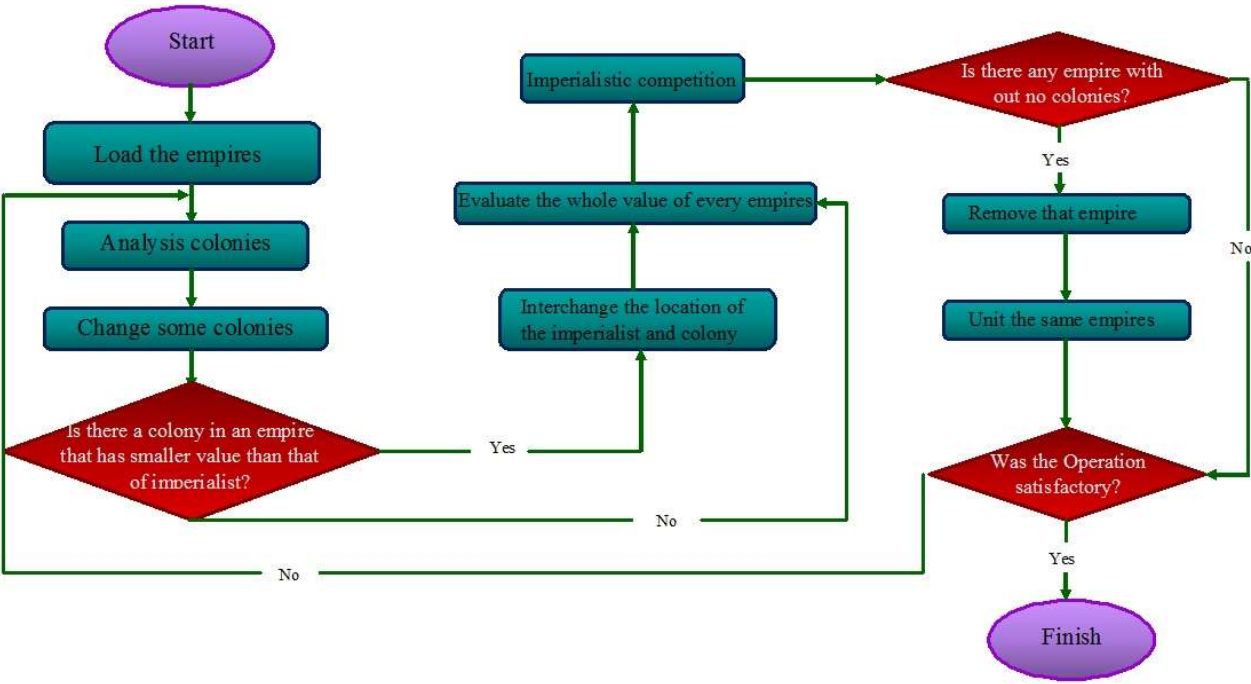 Start
Load the empires
Analysis colonies
Change some colonies
Is there a colony in an empire
that has smaller value than that
of imperialist?
Yes
No
Interchange the location of
the imperialist and colony
Evaluate the whole value of every empires
Imperialistic competition
Is there any empire with
out no colonies?
Yes
No
Remove that empire
Unit the same empires
Was the Operation
satisfactory?
No
Yes
Finish